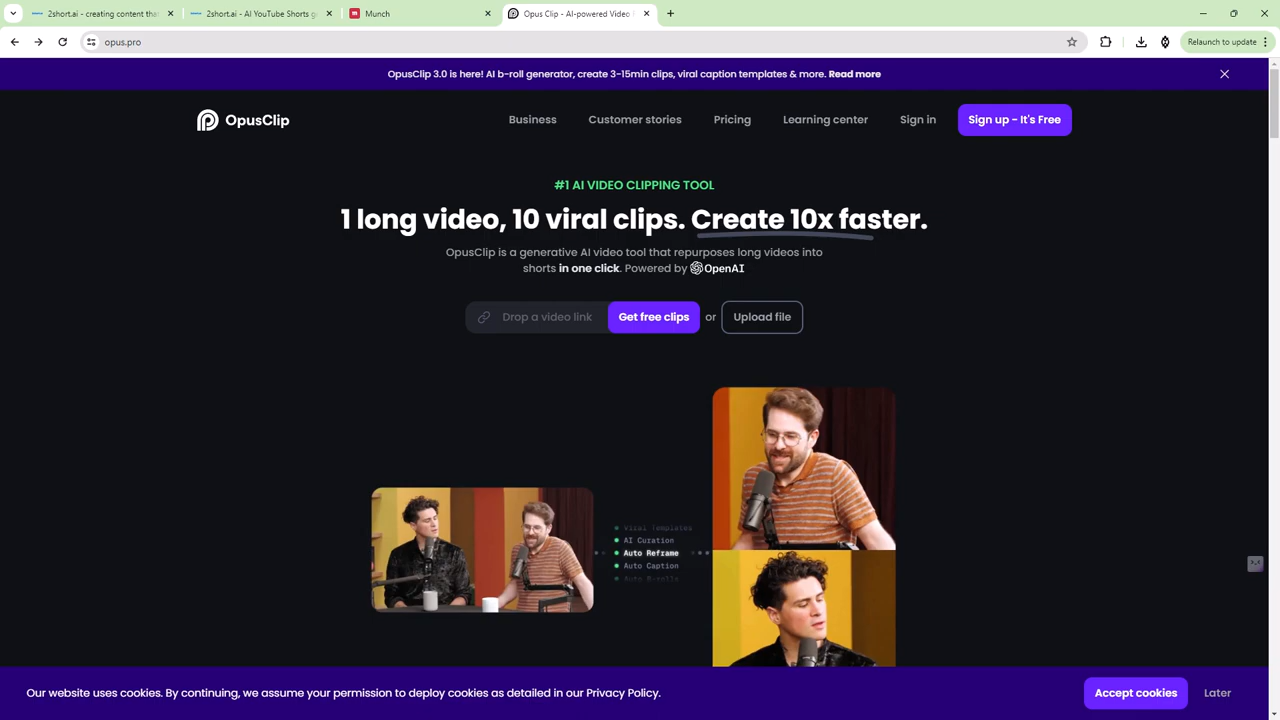 2short.ai - creating content tha
2short.ai - AI YouTube Shorts g
Munch
Opus Clip - AI-powered Video
opus.pro
Relaunch to update
OpusClip 3.0 is here! AI b-roll generator, create 3-15min clips, viral caption templates & more. Read more
OpusClip
Business
Customer stories
Pricing
Learning center
Sign in
Sign up - It's Free
#1 AI VIDEO CLIPPING TOOL
1 long video, 10 viral clips. Create 10x faster.
OpusClip is a generative AI video tool that repurposes long videos into
shorts in one click. Powered by OpenAI
Drop a video link
Get free clips
or
Upload file
Viral Templates
AI Curation
Auto Reframe
Auto Caption
Auto B-rolls
Our website uses cookies. By continuing, we assume your permission to deploy cookies as detailed in our Privacy Policy.
Accept cookies
Later